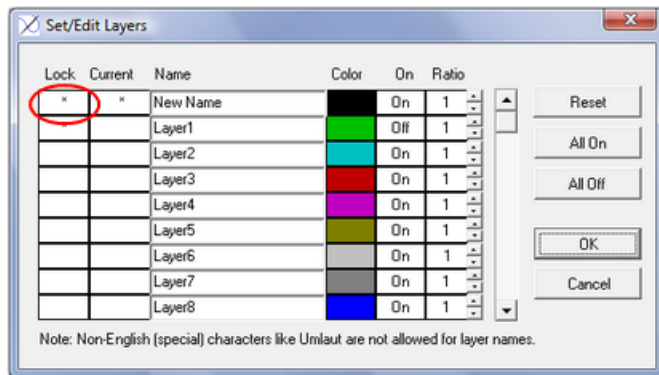 Set/Edit Layers
Lock Current Name Color On Ratio
* * New Name On 1 Reset
* Layer1 Off 1
All On
Layer2 On 1
Layer3 On 1 All Off
Layer4 On 1
Layer5 On 1 OK
Layer6 On 1
Layer7 On 1 Cancel
Layer8 On 1
Note: Non-English (special) characters like Umlaut are not allowed for layer names.